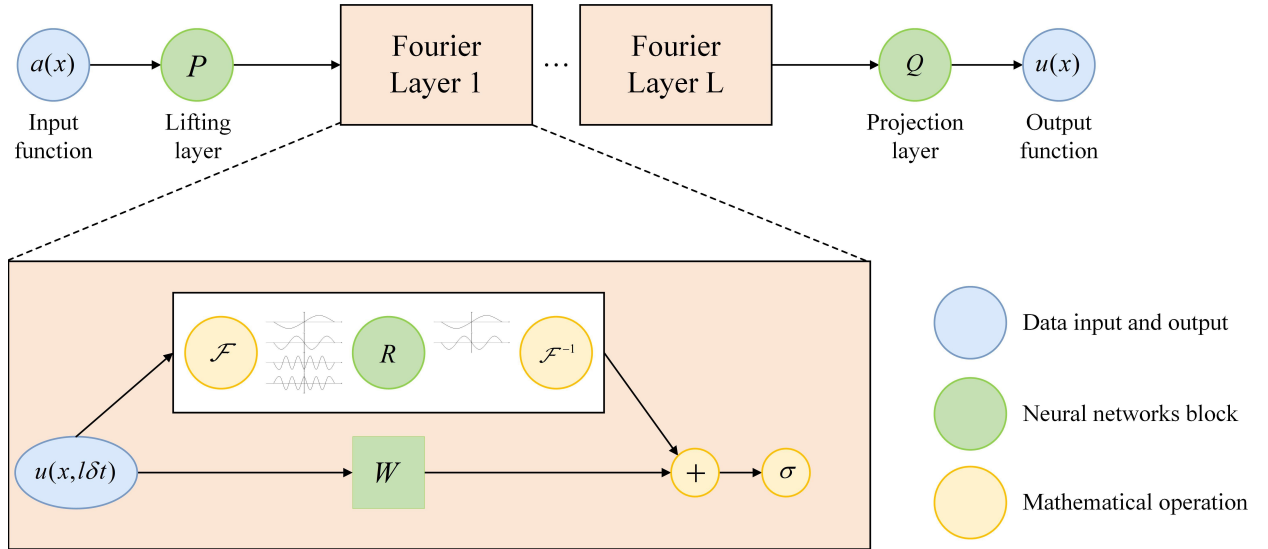 a(x)
P
Fourier
Layer 1
...
Fourier
Layer L
Q
u(x)
Input
function
Lifting
layer
Projection
layer
Output
function
ℱ
R
ℱ⁻¹
u(x,lδt)
W
+
σ
Data input and output
Neural networks block
Mathematical operation